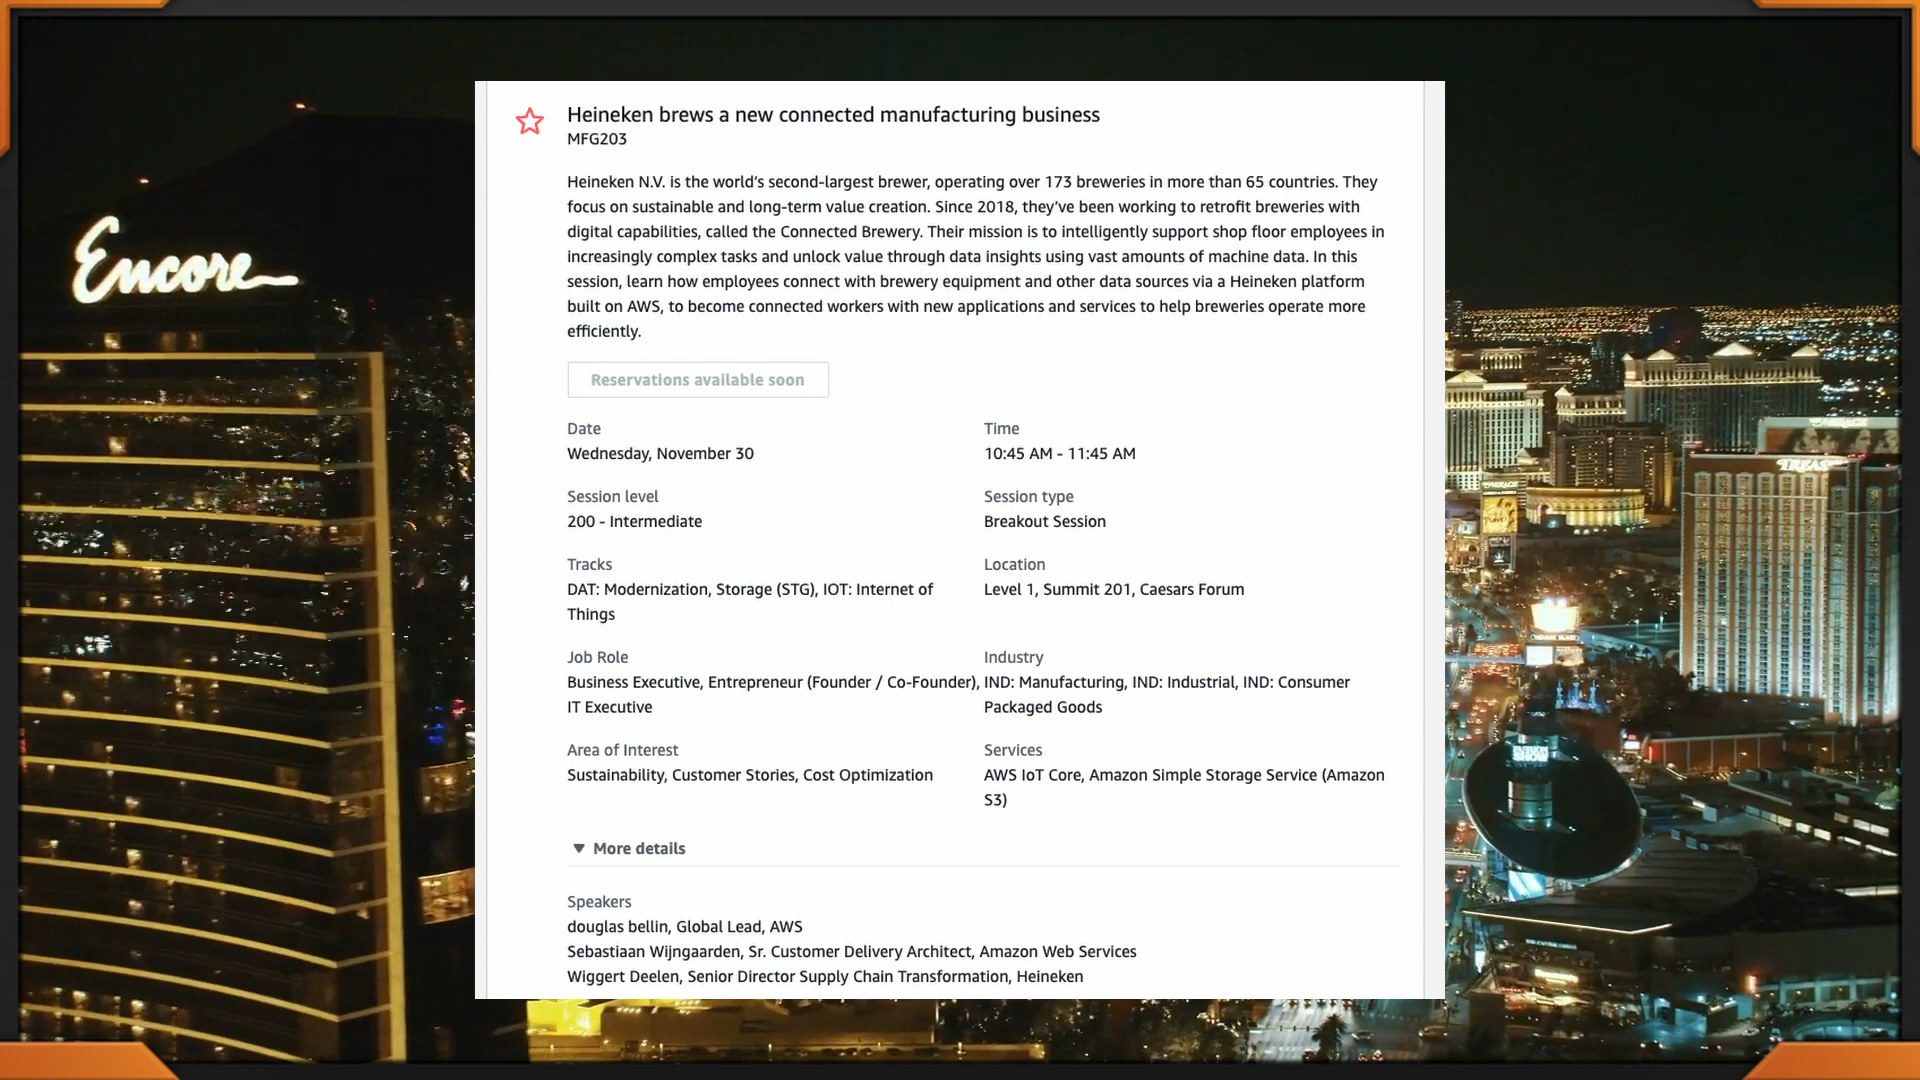 Encore
Heineken brews a new connected manufacturing business
MFG203
Heineken N.V. is the world's second-largest brewer, operating over 173 breweries in more than 65 countries. They
focus on sustainable and long-term value creation. Since 2018, they've been working to retrofit breweries with
digital capabilities, called the Connected Brewery. Their mission is to intelligently support shop floor employees in
increasingly complex tasks and unlock value through data insights using vast amounts of machine data. In this
session, learn how employees connect with brewery equipment and other data sources via a Heineken platform
built on AWS, to become connected workers with new applications and services to help breweries operate more
efficiently.
Reservations available soon
Date
Wednesday, November 30
Time
10:45 AM - 11:45 AM
Session level
200 - Intermediate
Session type
Breakout Session
Tracks
DAT: Modernization, Storage (STG), IOT: Internet of
Things
Location
Level 1, Summit 201, Caesars Forum
Job Role
Business Executive, Entrepreneur (Founder / Co-Founder),
IT Executive
Industry
IND: Manufacturing, IND: Industrial, IND: Consumer
Packaged Goods
Area of Interest
Sustainability, Customer Stories, Cost Optimization
Services
AWS IoT Core, Amazon Simple Storage Service (Amazon
S3)
▼ More details
Speakers
douglas bellin, Global Lead, AWS
Sebastiaan Wijngaarden, Sr. Customer Delivery Architect, Amazon Web Services
Wiggert Deelen, Senior Director Supply Chain Transformation, Heineken